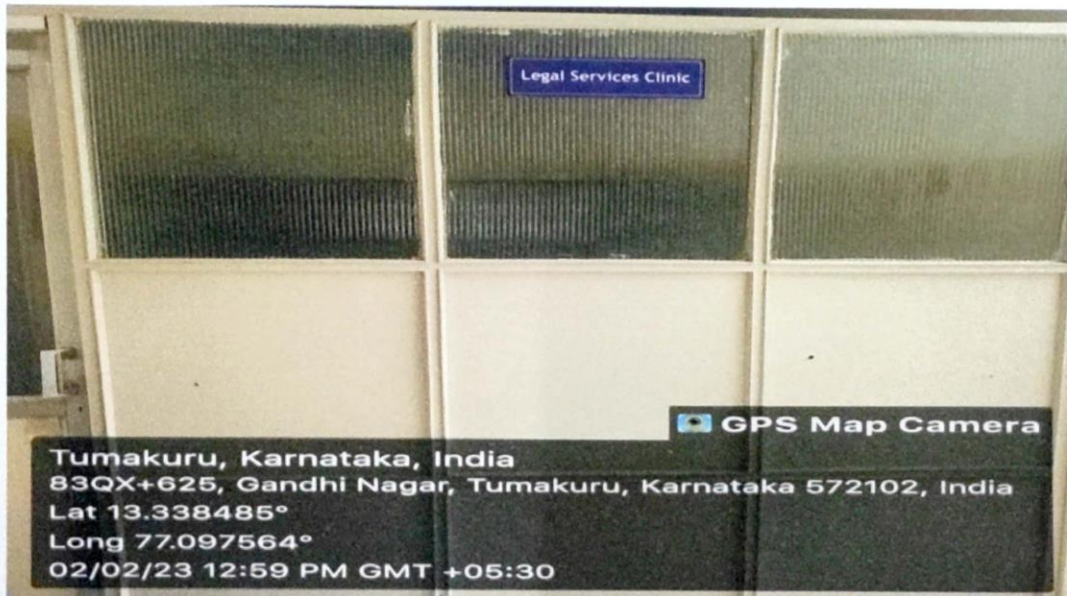 Legal Services Clinic
GPS Map Camera
Tumakuru, Karnataka, India
83QX+625, Gandhi Nagar, Tumakuru, Karnataka 572102, India
Lat 13.338485°
Long 77.097564°
02/02/23 12:59 PM GMT +05:30